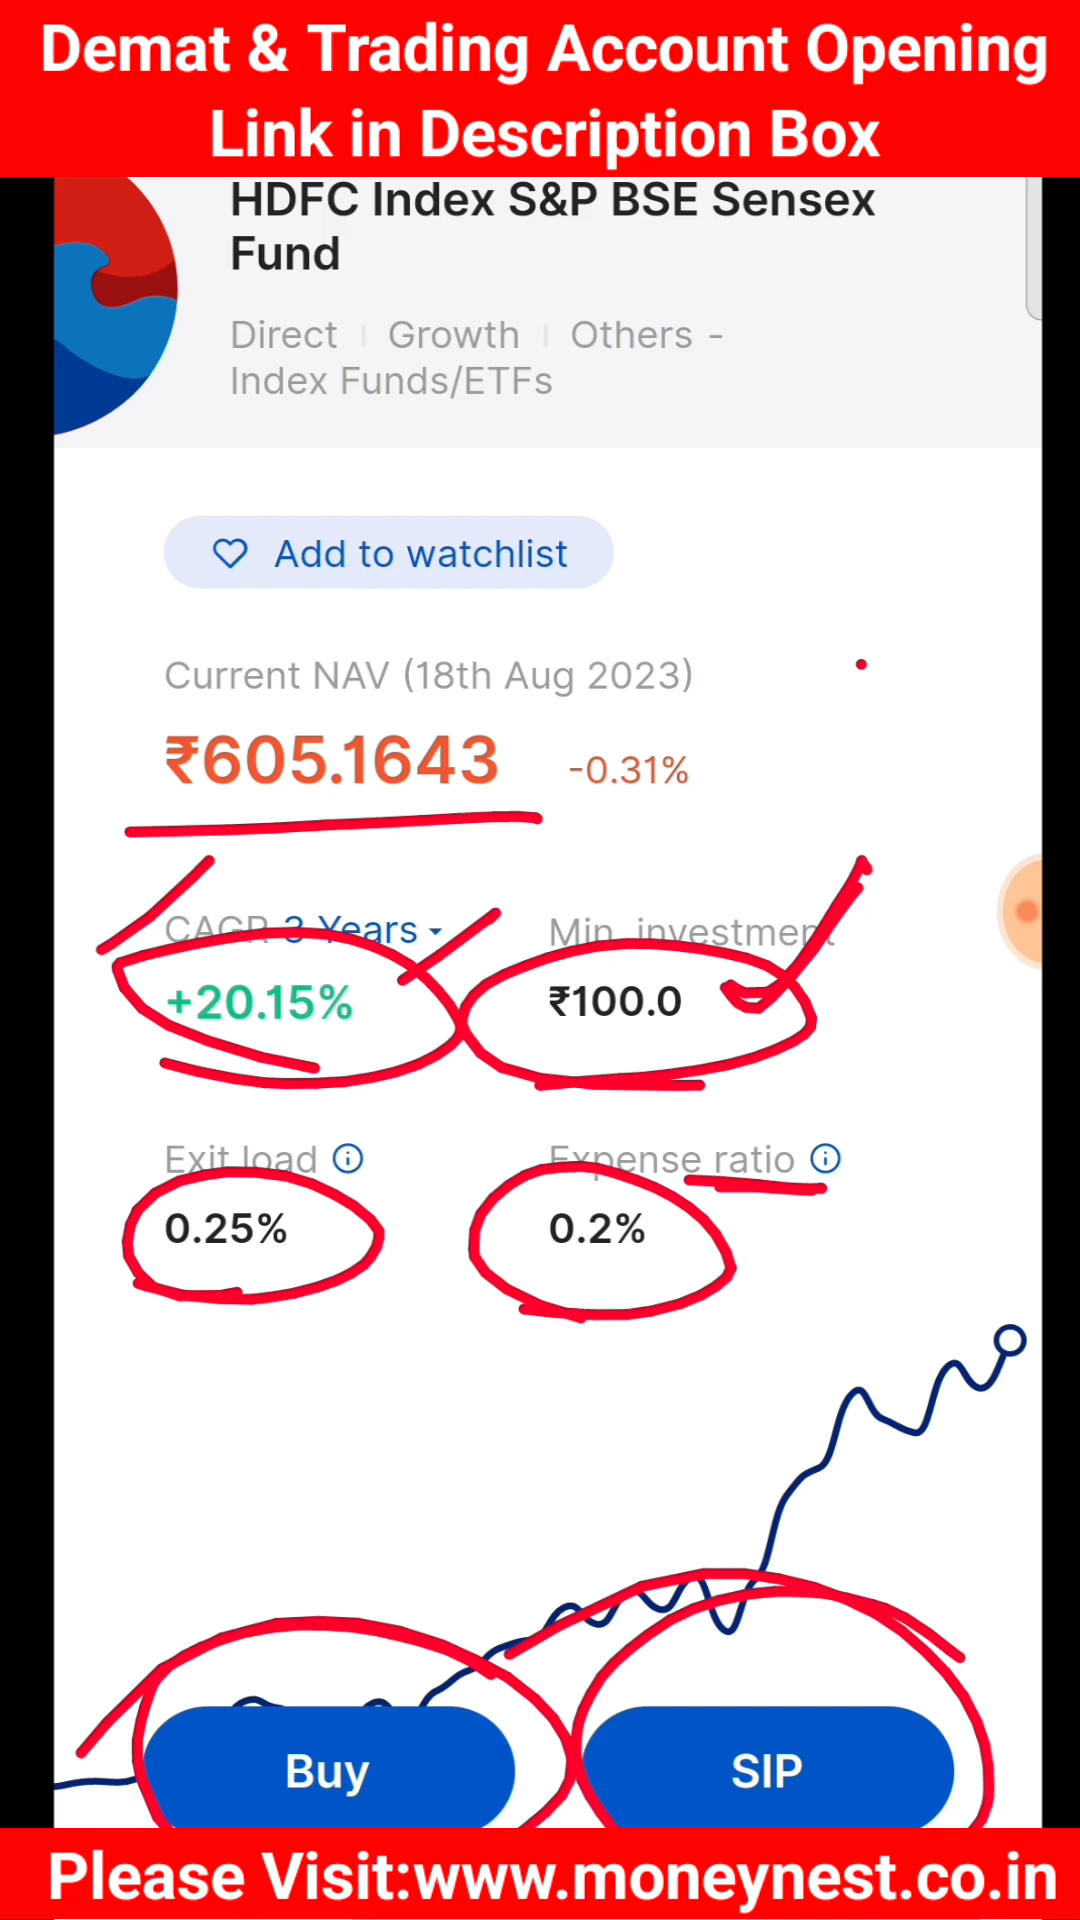 Demat & Trading Account Opening
Link in Description Box
HDFC Index S&P BSE Sensex
Fund
Direct | Growth | Others -
Index Funds/ETFs
Add to watchlist
Current NAV (18th Aug 2023)
₹605.1643 -0.31%
CAGR 3 Years Min. investment
+20.15% ₹100.0
Exit load Expense ratio
0.25% 0.2%
Buy SIP
Please Visit:www.moneynest.co.in